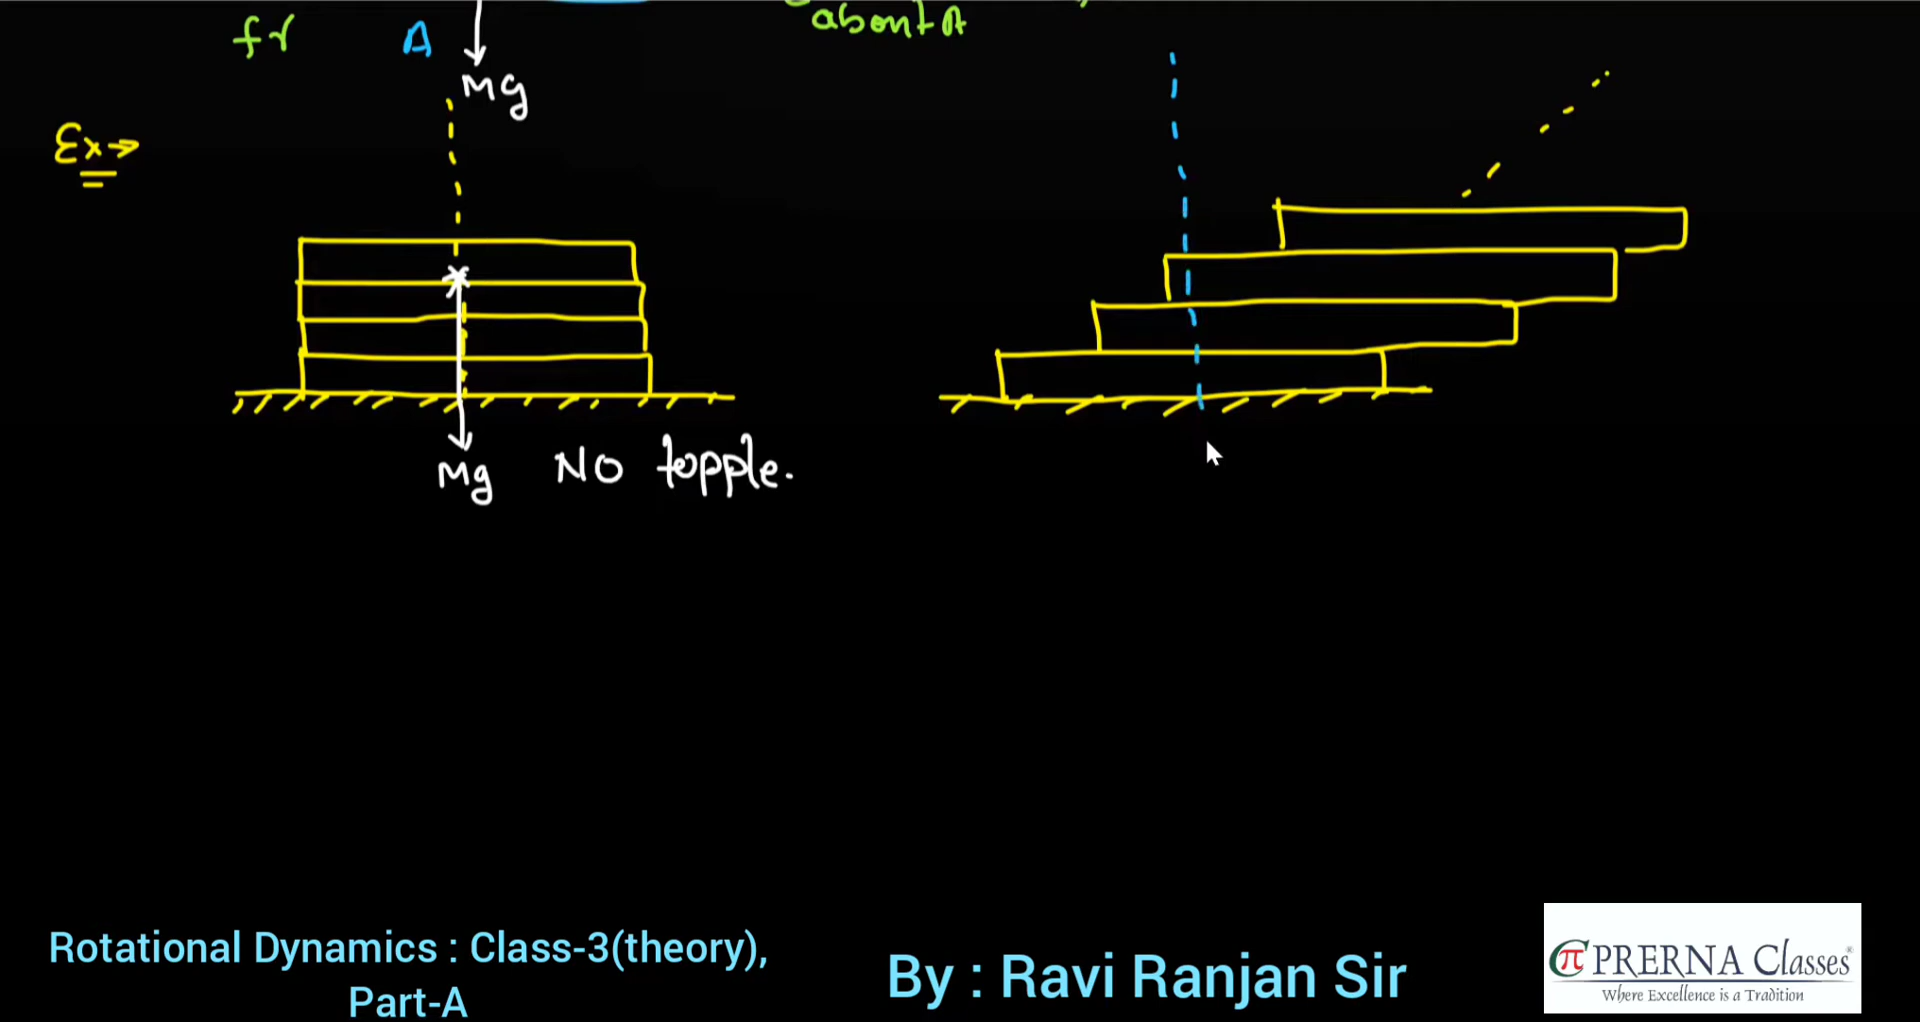 fr A Mg about A
Ex→
Mg NO topple.
Rotational Dynamics : Class-3(theory),
Part-A
By : Ravi Ranjan Sir
π PRERNA Classes®
Where Excellence is a Tradition